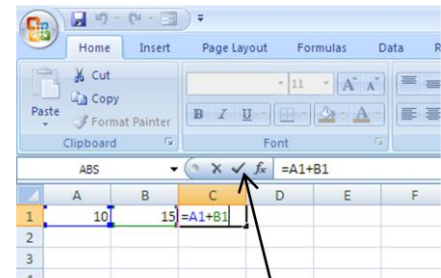 Home Insert Page Layout Formulas Data R
Cut
Copy
Format Painter
Paste
11 A A
B I U A
Clipboard Font
ABS X ✓ fx =A1+B1
A B C D E F
1 10 15 =A1+B1
2
3